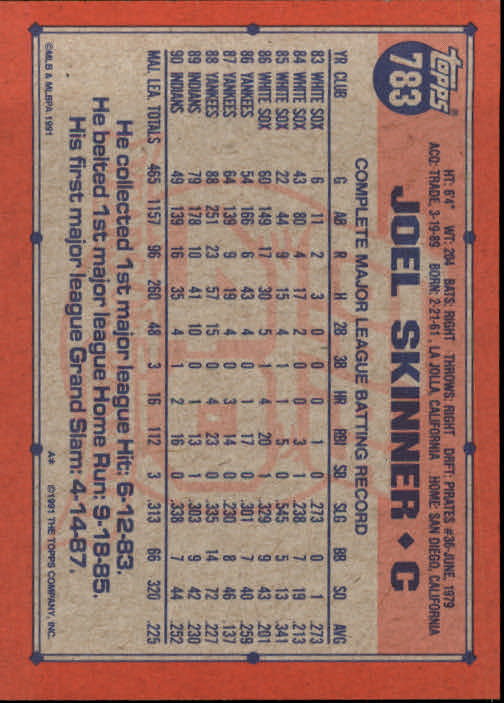 topps®
783
HT: 6'4" WT: 204 BATS: RIGHT THROWS: RIGHT DRFT: PIRATES #36-JUNE, 1979
ACQ: TRADE, 3-19-89 BORN: 2-21-61, LA JOLLA, CALIFORNIA HOME: SAN DIEGO, CALIFORNIA
JOEL SKINNER ♦ C
COMPLETE MAJOR LEAGUE BATTING RECORD
YR CLUB G AB R H 2B 3B HR RBI SB SLG BB SO AVG
83 WHITE SOX 6 11 2 3 0 0 0 1 0 .273 0 1 .273
84 WHITE SOX 43 80 4 17 2 0 0 3 1 .238 7 19 .213
85 WHITE SOX 22 44 9 15 4 1 1 5 0 .545 5 13 .341
86 WHITE SOX 60 149 17 30 5 1 4 20 1 .329 9 43 .201
86 YANKEES 54 166 6 43 4 0 1 17 0 .301 7 40 .259
87 YANKEES 64 139 9 19 4 0 3 14 0 .230 8 46 .137
88 YANKEES 88 251 23 57 15 0 4 23 0 .335 14 72 .227
89 INDIANS 79 178 10 41 10 0 1 13 1 .303 9 42 .230
90 INDIANS 49 139 16 35 4 1 2 16 0 .338 7 44 .252
MAJ. LEA. TOTALS 465 1157 96 260 48 3 16 112 3 .313 66 320 .225
He collected 1st major league Hit: 6-12-83.
He belted 1st major league Home Run: 9-18-85.
His first major league Grand Slam: 4-14-87.
©MLB & MLBPA 1991
A* ©1991 THE TOPPS COMPANY, INC.